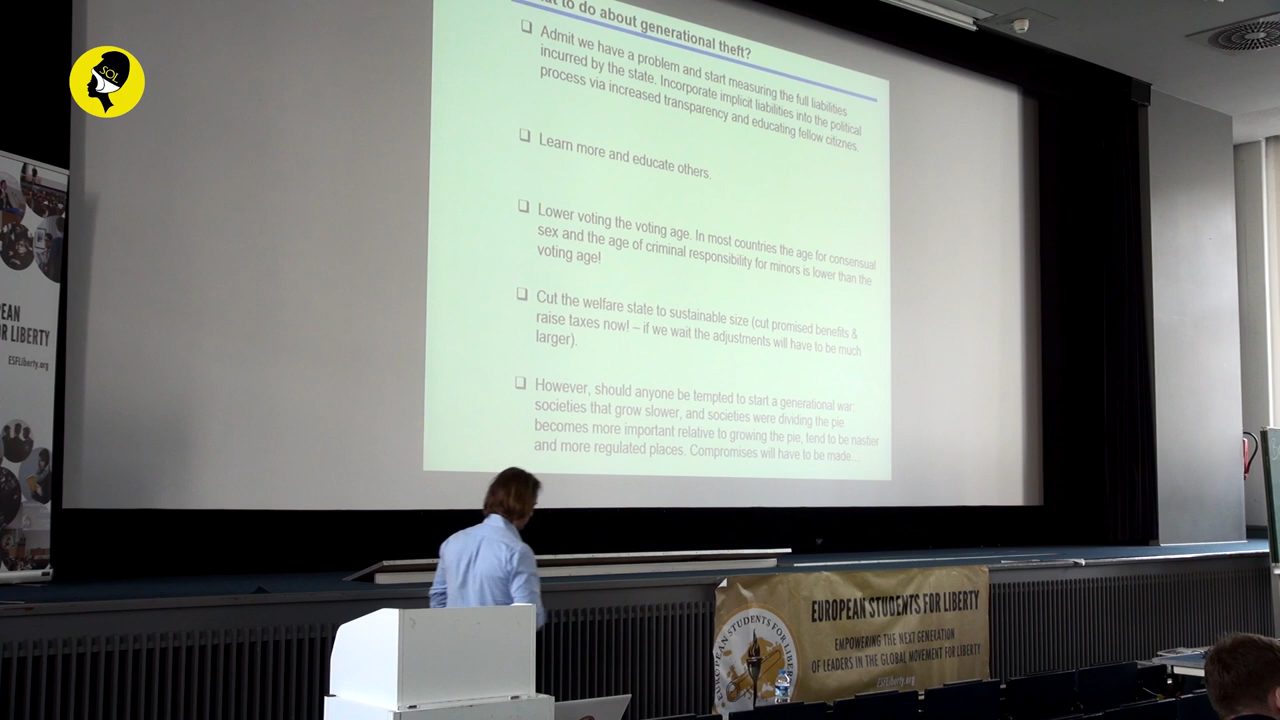 SOL
at to do about generational theft?
❑ Admit we have a problem and start measuring the full liabilities
incurred by the state. Incorporate implicit liabilities into the political
process via increased transparency and educating fellow citiznes.
❑ Learn more and educate others.
❑ Lower voting the voting age. In most countries the age for consensual
sex and the age of criminal responsibility for minors is lower than the
voting age!
❑ Cut the welfare state to sustainable size (cut promised benefits &
raise taxes now! – if we wait the adjustments will have to be much
larger).
❑ However, should anyone be tempted to start a generational war:
societies that grow slower, and societies were dividing the pie
becomes more important relative to growing the pie, tend to be nastier
and more regulated places. Compromises will have to be made...
PEAN
OR LIBERTY
ESFLiberty.org
EUROPEAN STUDENTS FOR LIBERTY
EMPOWERING THE NEXT GENERATION
OF LEADERS IN THE GLOBAL MOVEMENT FOR LIBERTY
ESFLiberty.org
EUROPEAN STUDENTS FOR LIBER